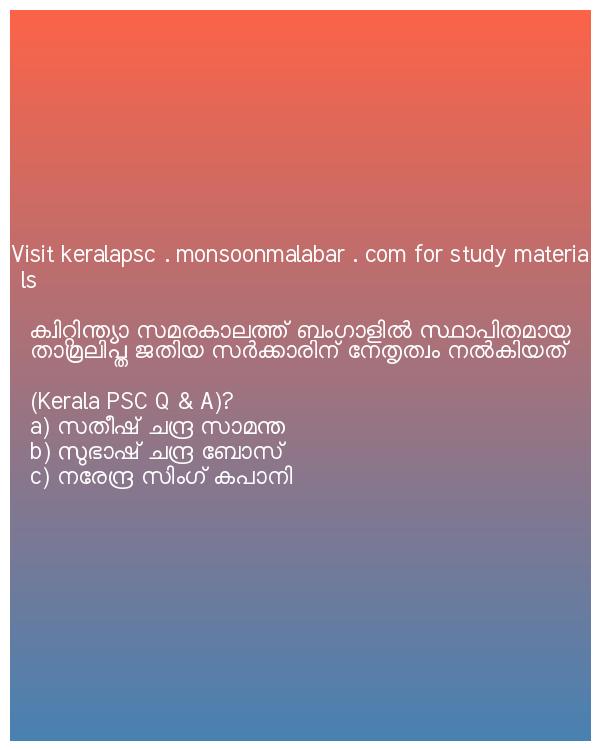 Visit keralapsc . monsoonmalabar . com for study materia
ls
ക്വിറ്റിന്ത്യാ സമരകാലത്ത് ബംഗാളിൽ സ്ഥാപിതമായ
താമ്രലിപ്ത ജതിയ സർക്കാരിന് നേതൃത്വം നൽകിയത്
(Kerala PSC Q & A)?
a) സതീഷ് ചന്ദ്ര സാമന്ത
b) സുഭാഷ് ചന്ദ്ര ബോസ്
c) നരേന്ദ്ര സിംഗ് കപാനി